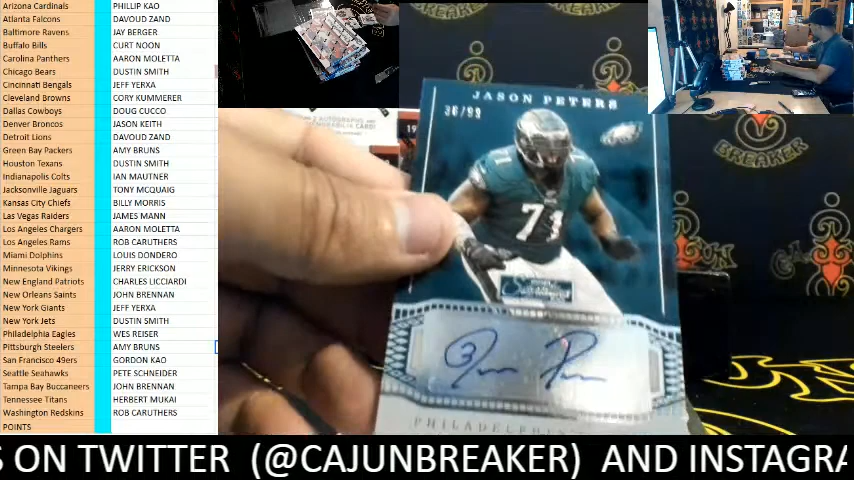 Arizona Cardinals PHILLIP KAO
Atlanta Falcons DAVOUD ZAND
Baltimore Ravens JAY BERGER
Buffalo Bills CURT NOON
Carolina Panthers AARON MOLETTA
Chicago Bears DUSTIN SMITH
Cincinnati Bengals JEFF YERXA
Cleveland Browns CORY KUMMERER
Dallas Cowboys DOUG CUCCO
Denver Broncos JASON KEITH
Detroit Lions DAVOUD ZAND
Green Bay Packers AMY BRUNS
Houston Texans DUSTIN SMITH
Indianapolis Colts IAN MAUTNER
Jacksonville Jaguars TONY MCQUAIG
Kansas City Chiefs BILLY MORRIS
Las Vegas Raiders JAMES MANN
Los Angeles Chargers AARON MOLETTA
Los Angeles Rams ROB CARUTHERS
Miami Dolphins LOUIS DONDERO
Minnesota Vikings JERRY ERICKSON
New England Patriots CHARLES LICCIARDI
New Orleans Saints JOHN BRENNAN
New York Giants JEFF YERXA
New York Jets DUSTIN SMITH
Philadelphia Eagles WES REISER
Pittsburgh Steelers AMY BRUNS
San Francisco 49ers GORDON KAO
Seattle Seahawks PETE SCHNEIDER
Tampa Bay Buccaneers JOHN BRENNAN
Tennessee Titans HERBERT MUKAI
Washington Redskins ROB CARUTHERS
POINTS
JASON PETERS
36/99
71
BREAKER
S ON TWITTER (@CAJUNBREAKER) AND INSTAGRA